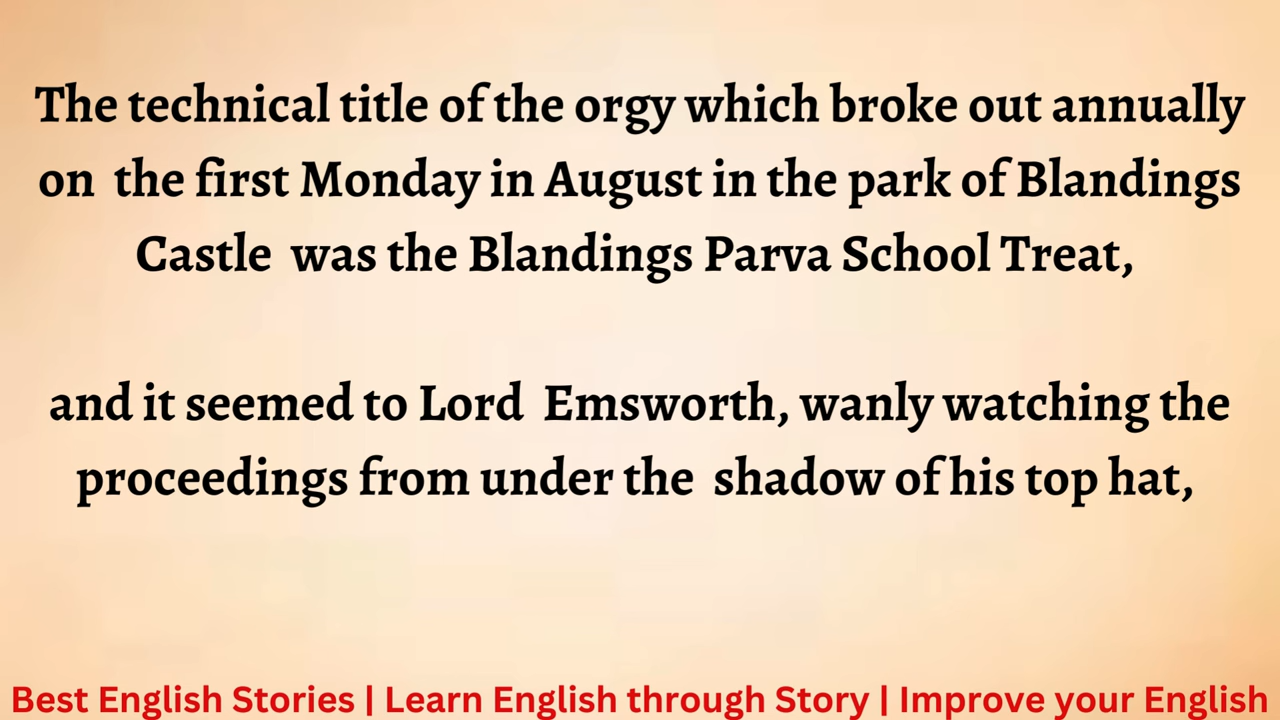 The technical title of the orgy which broke out annually
on the first Monday in August in the park of Blandings
Castle was the Blandings Parva School Treat,
and it seemed to Lord Emsworth, wanly watching the
proceedings from under the shadow of his top hat,
Best English Stories | Learn English through Story | Improve your English